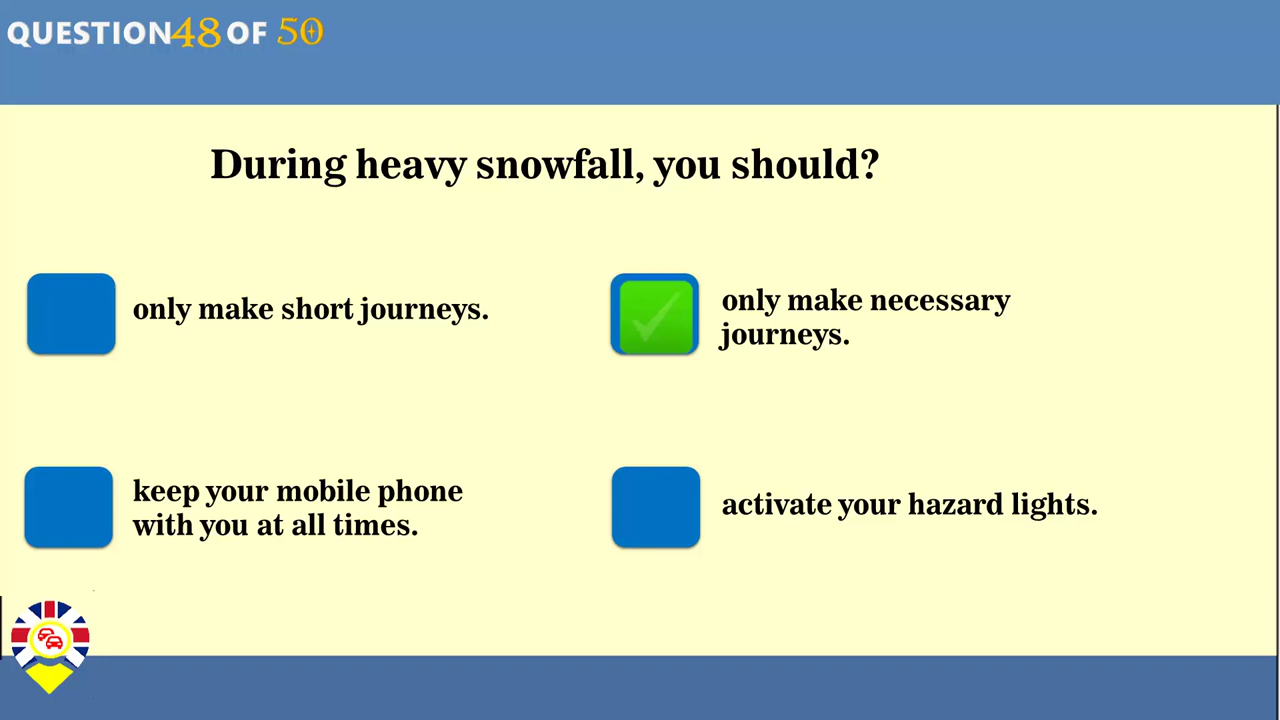 QUESTION 48 OF 50
During heavy snowfall, you should?
only make short journeys.
only make necessary
journeys.
keep your mobile phone
with you at all times.
activate your hazard lights.